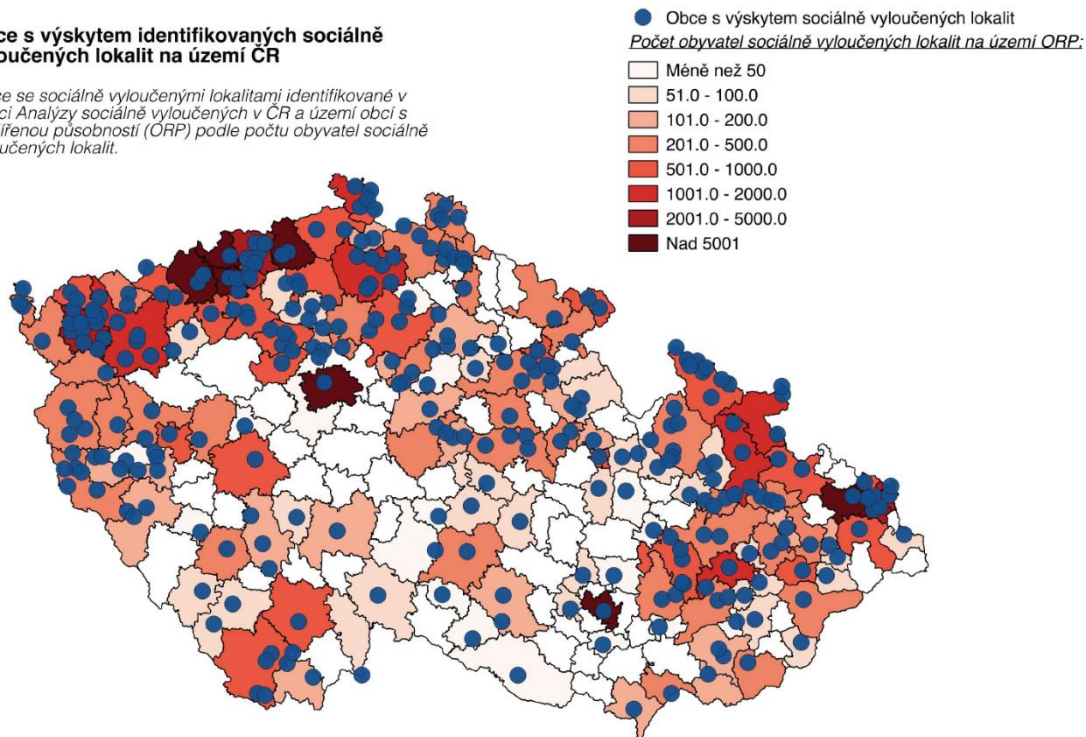 ce s výskytem identifikovaných sociálně
loučených lokalit na území ČR
ce se sociálně vyloučenými lokalitami identifikované v
ci Analýzy sociálně vyloučených v ČR a území obcí s
ířenou působností (ORP) podle počtu obyvatel sociálně
učených lokalit.
Obce s výskytem sociálně vyloučených lokalit
Počet obyvatel sociálně vyloučených lokalit na území ORP:
Méně než 50
51.0 - 100.0
101.0 - 200.0
201.0 - 500.0
501.0 - 1000.0
1001.0 - 2000.0
2001.0 - 5000.0
Nad 5001